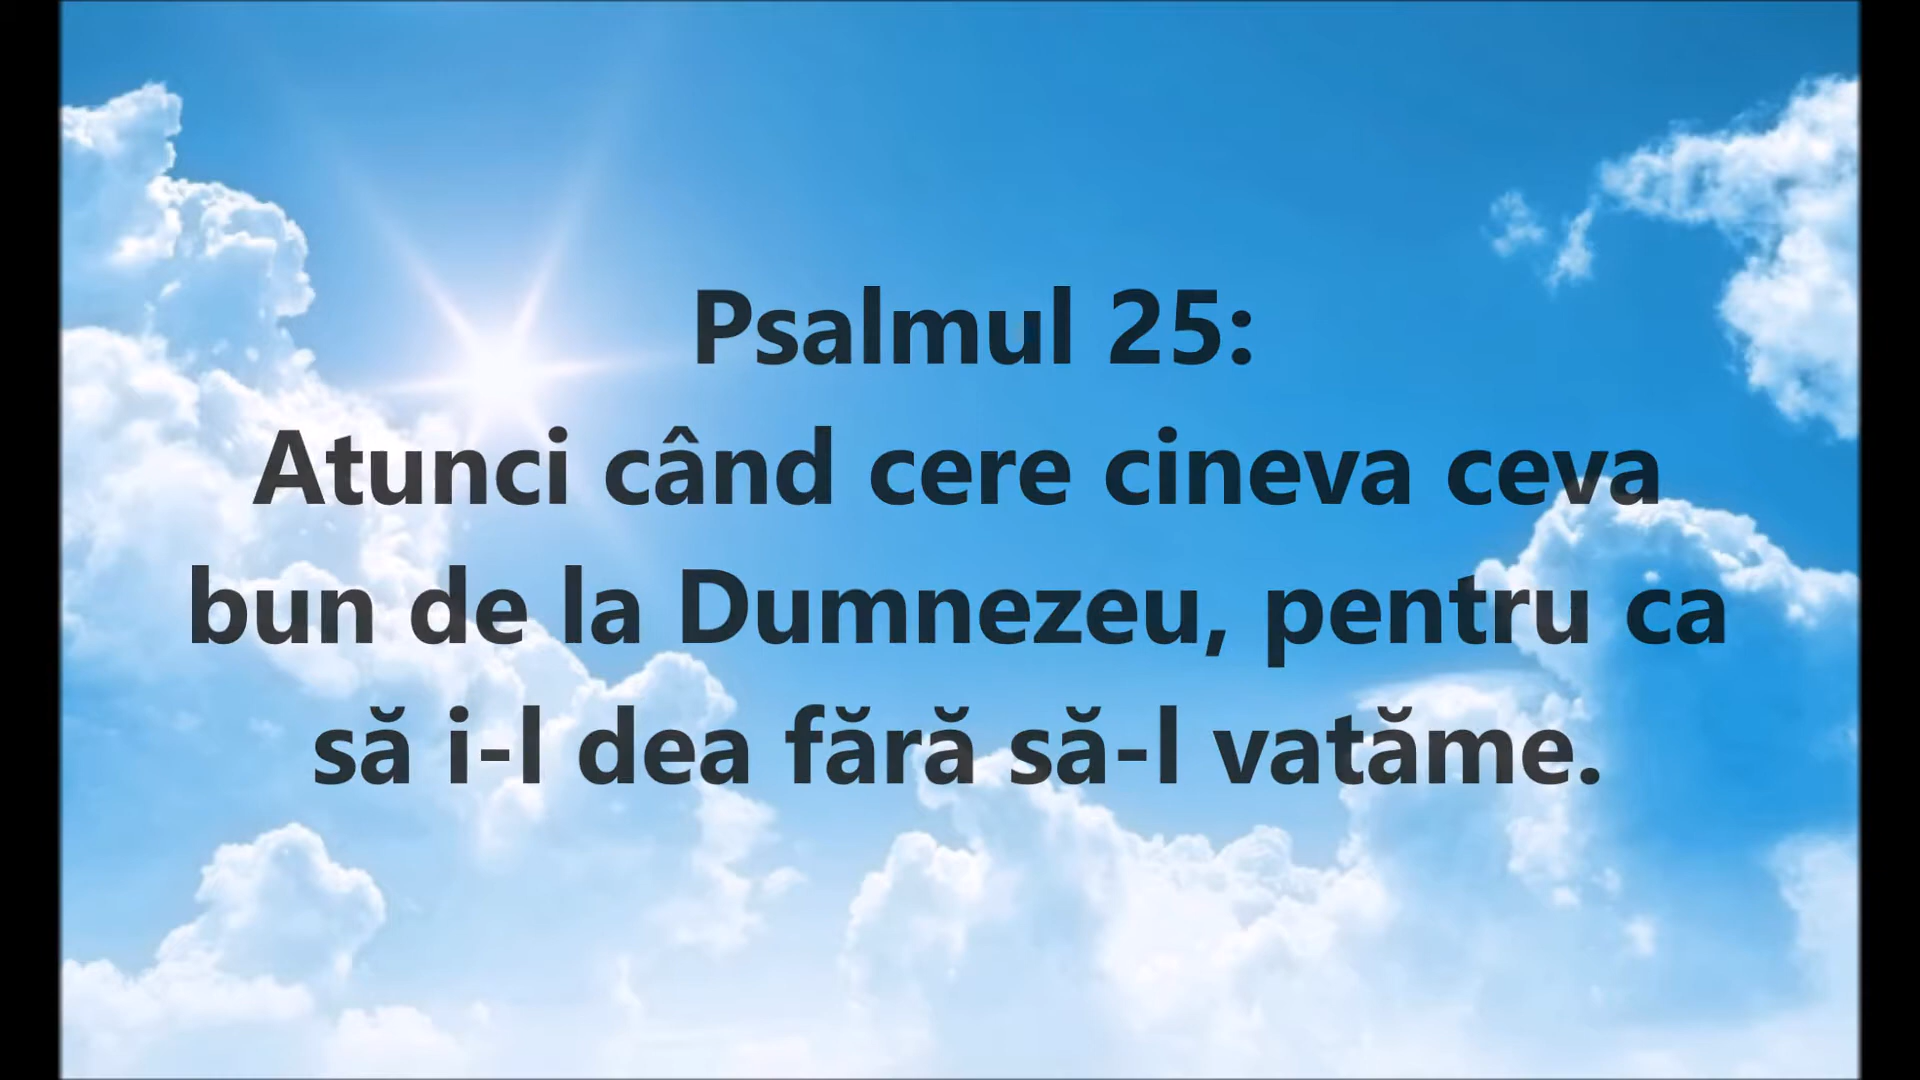 Psalmul 25:
Atunci când cere cineva ceva
bun de la Dumnezeu, pentru ca
să i-l dea fără să-l vatăme.